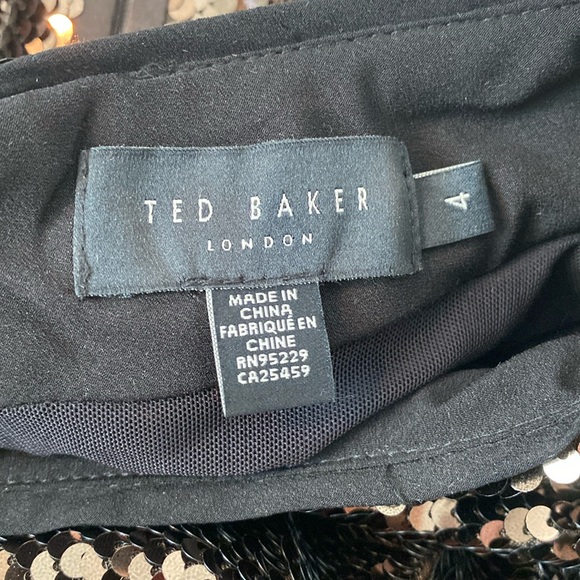 TED BAKER
LONDON
4
MADE IN
CHINA
FABRIQUÉ EN
CHINE
RN95229
CA25459